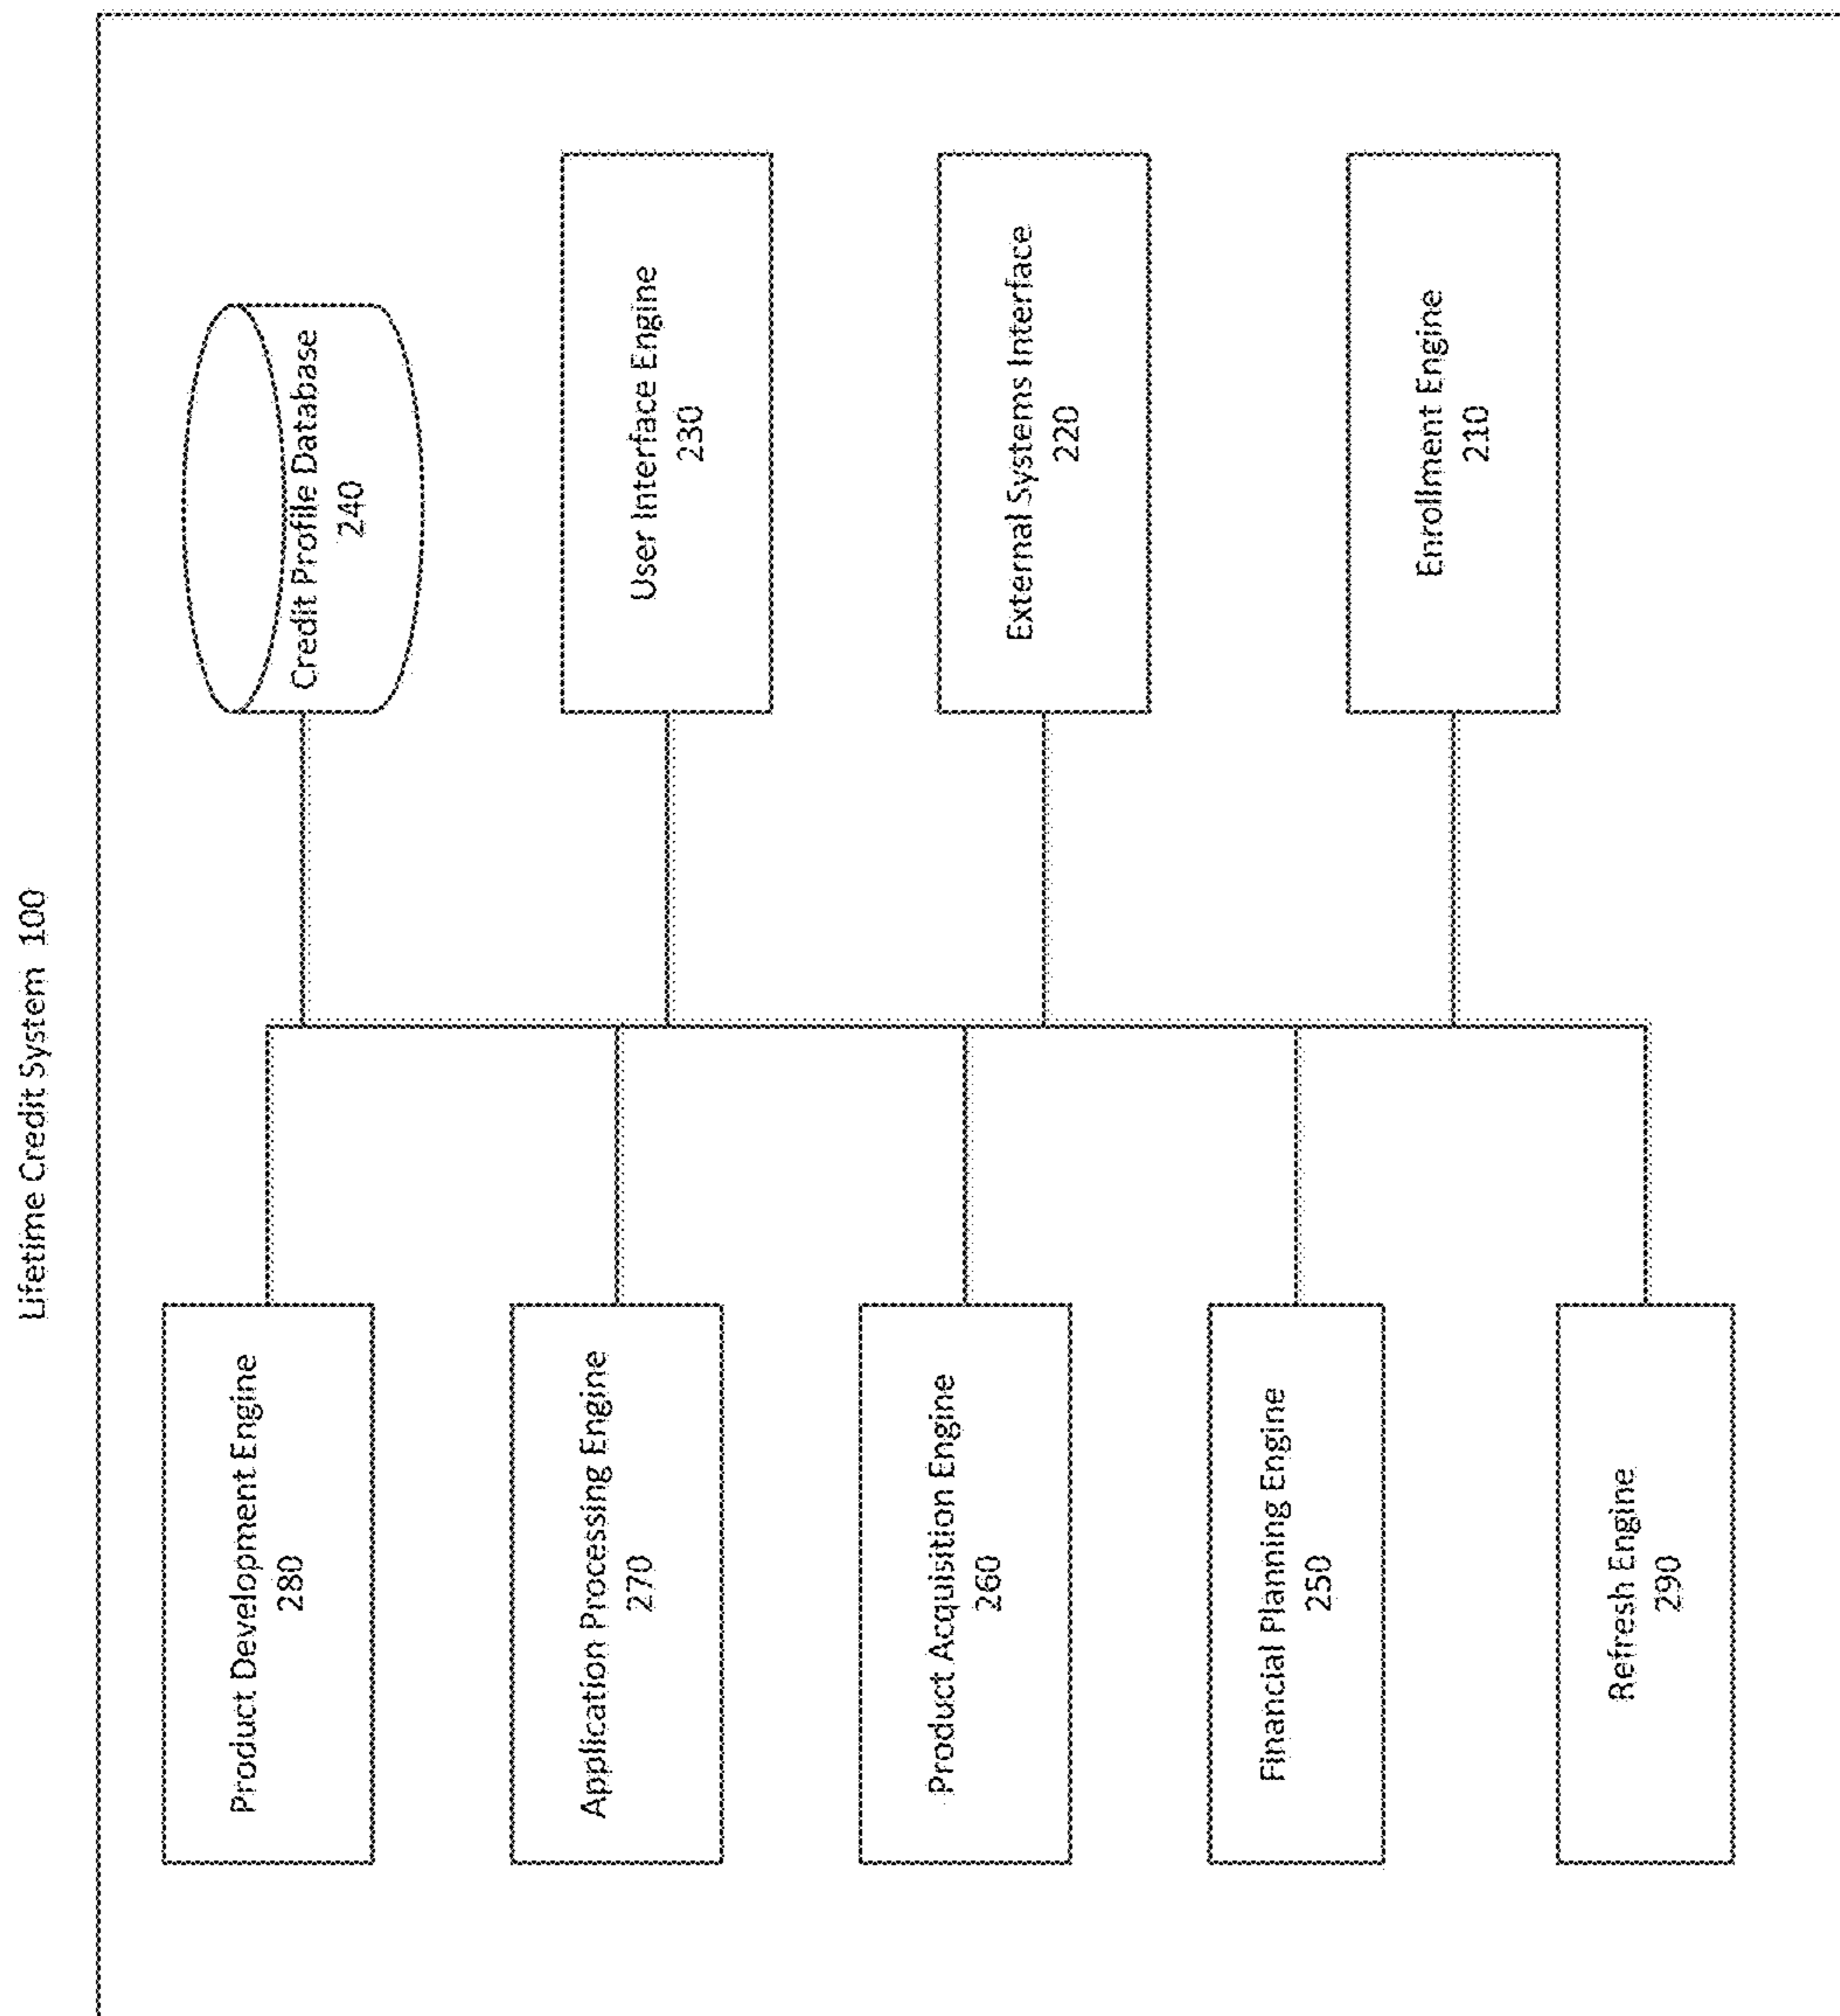 Lifetime Credit System 100
Credit Profile Database
240
User Interface Engine
230
External Systems Interface
220
Enrollment Engine
210
Product Development Engine
280
Application Processing Engine
270
Product Acquisition Engine
260
Financial Planning Engine
250
Refresh Engine
290